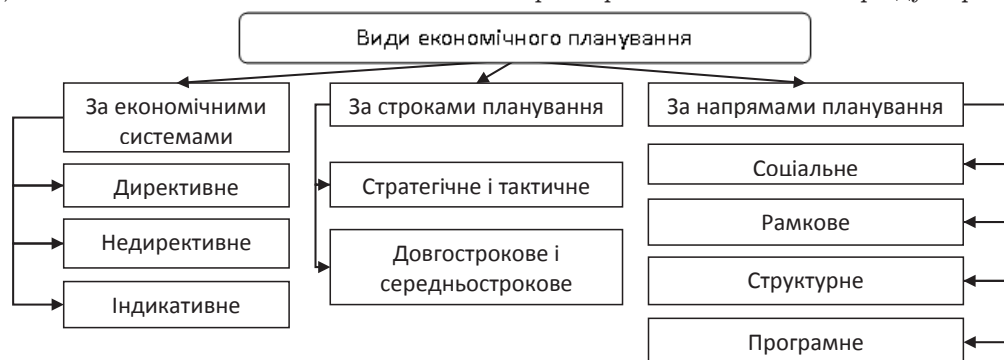 Види економічного планування
За економічними
системами
Директивне
Недирективне
Індикативне
За строками планування
Стратегічне і тактичне
Довгострокове і
середньострокове
За напрямами планування
Соціальне
Рамкове
Структурне
Програмне